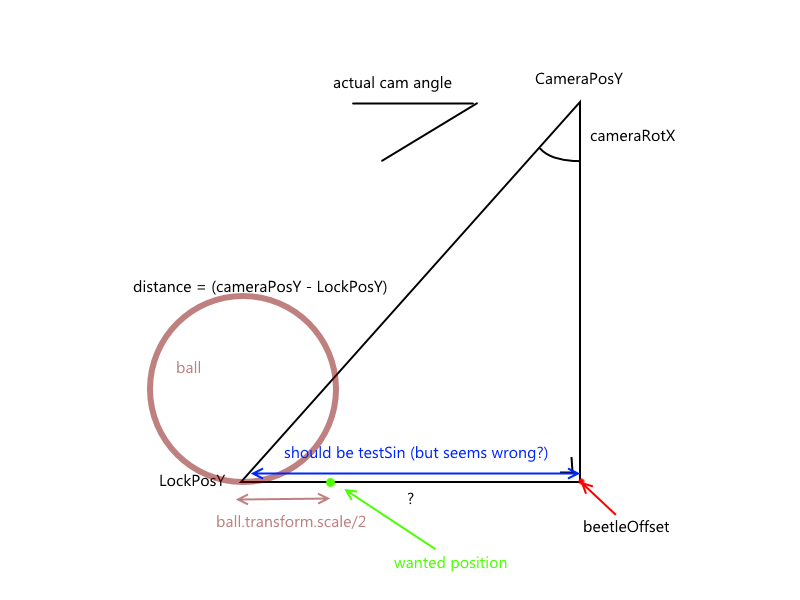 CameraPosY
actual cam angle
cameraRotX
distance = (cameraPosY - LockPosY)
ball
should be testSin (but seems wrong?)
LockPosY
?
ball.transform.scale/2
beetleOffset
wanted position